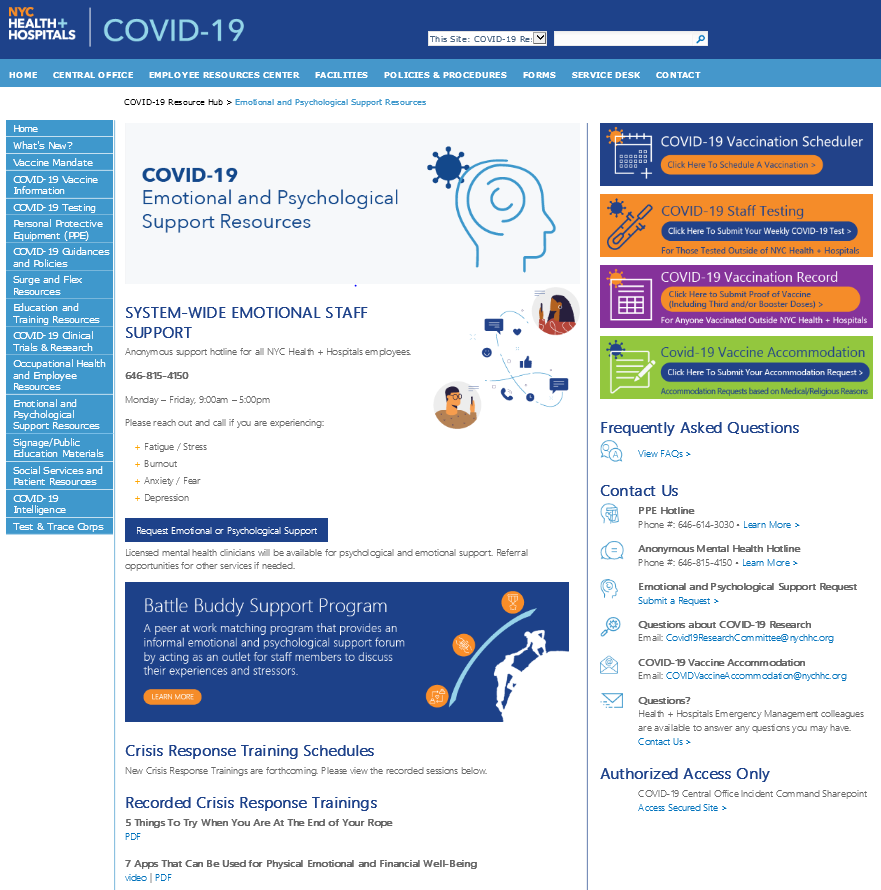 NYC
HEALTH+
HOSPITALS
COVID-19
This Site: COVID-19 Re:
HOME CENTRAL OFFICE EMPLOYEE RESOURCES CENTER FACILITIES POLICIES & PROCEDURES FORMS SERVICE DESK CONTACT
COVID-19 Resource Hub > Emotional and Psychological Support Resources
Home
What's New?
Vaccine Mandate
COVID-19 Vaccine
Information
COVID-19 Testing
Personal Protective
Equipment (PPE)
COVID-19 Guidances
and Policies
Surge and Flex
Resources
Education and
Training Resources
COVID-19 Clinical
Trials & Research
Occupational Health
and Employee
Resources
Emotional and
Psychological
Support Resources
Signage/Public
Education Materials
Social Services and
Patient Resources
COVID-19
Intelligence
Test & Trace Corps
COVID-19
Emotional and Psychological
Support Resources
SYSTEM-WIDE EMOTIONAL STAFF
SUPPORT
Anonymous support hotline for all NYC Health + Hospitals employees.
646-815-4150
Monday – Friday, 9:00am – 5:00pm
Please reach out and call if you are experiencing:
+ Fatigue / Stress
+ Burnout
+ Anxiety / Fear
+ Depression
Request Emotional or Psychological Support
Licensed mental health clinicians will be available for psychological and emotional support. Referral
opportunities for other services if needed.
Battle Buddy Support Program
A peer at work matching program that provides an
informal emotional and psychological support forum
by acting as an outlet for staff members to discuss
their experiences and stressors.
LEARN MORE
Crisis Response Training Schedules
New Crisis Response Trainings are forthcoming. Please view the recorded sessions below.
Recorded Crisis Response Trainings
5 Things To Try When You Are At The End of Your Rope
PDF
7 Apps That Can Be Used for Physical Emotional and Financial Well-Being
video | PDF
COVID-19 Vaccination Scheduler
Click Here To Schedule A Vaccination >
COVID-19 Staff Testing
Click Here To Submit Your Weekly COVID-19 Test >
For Those Tested Outside of NYC Health + Hospitals
COVID-19 Vaccination Record
Click Here to Submit Proof of Vaccine
(Including Third and/or Booster Doses) >
For Anyone Vaccinated Outside NYC Health + Hospitals
Covid-19 Vaccine Accommodation
Click Here To Submit Your Accommodation Request >
Accommodation Requests based on Medical/Religious Reasons
Frequently Asked Questions
Q A
View FAQs >
Contact Us
PPE Hotline
Phone #: 646-614-3030 • Learn More >
Anonymous Mental Health Hotline
Phone #: 646-815-4150 • Learn More >
Emotional and Psychological Support Request
Submit a Request >
Questions about COVID-19 Research
Email: Covid19ResearchCommittee@nychhc.org
COVID-19 Vaccine Accommodation
Email: COVIDVaccineAccommodation@nychhc.org
Questions?
Health + Hospitals Emergency Management colleagues
are available to answer any questions you may have.
Contact Us >
Authorized Access Only
COVID-19 Central Office Incident Command Sharepoint
Access Secured Site >